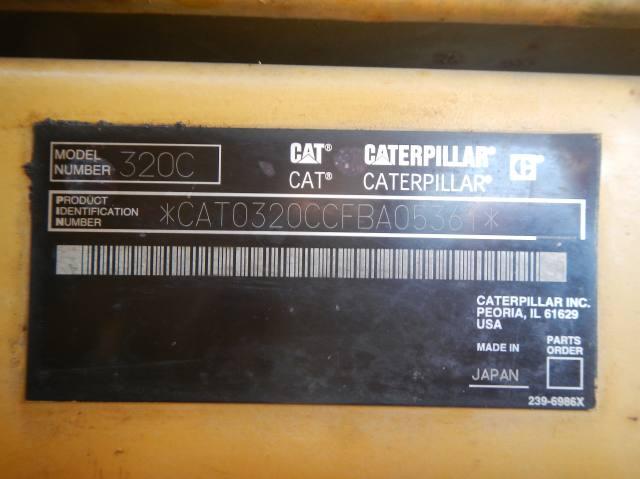 MODEL NUMBER 320C
CAT® CATERPILLAR®
CAT® CATERPILLAR®
PRODUCT IDENTIFICATION NUMBER *CAT0320CCFBA05361*
CATERPILLAR INC.
PEORIA, IL 61629
USA
MADE IN JAPAN
PARTS ORDER
239-6986X